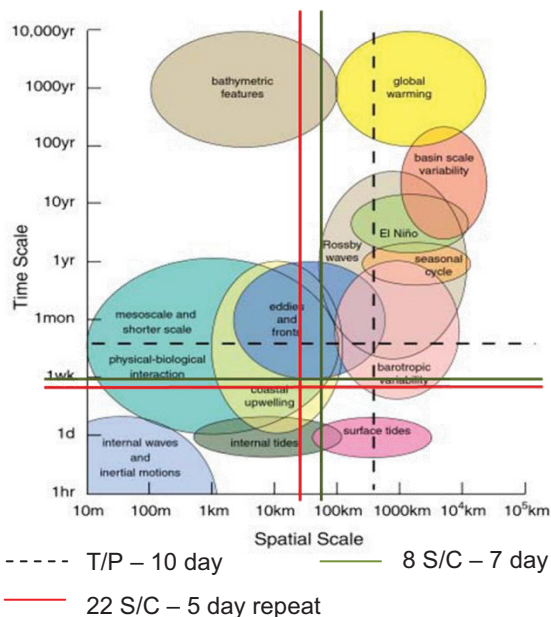 10,000yr
1000yr
100yr
10yr
1yr
1mon
1wk
1d
1hr
Time Scale
bathymetric
features
global
warming
basin scale
variability
El Niño
Rossby
waves
seasonal
cycle
mesoscale and
shorter scale
physical-biological
interaction
eddies
and
fronts
barotropic
variability
coastal
upwelling
internal waves
and
inertial motions
internal tides
surface tides
10m 100m 1km 10km 100km 1000km 10⁴km 10⁵km
Spatial Scale
T/P – 10 day
8 S/C – 7 day
22 S/C – 5 day repeat